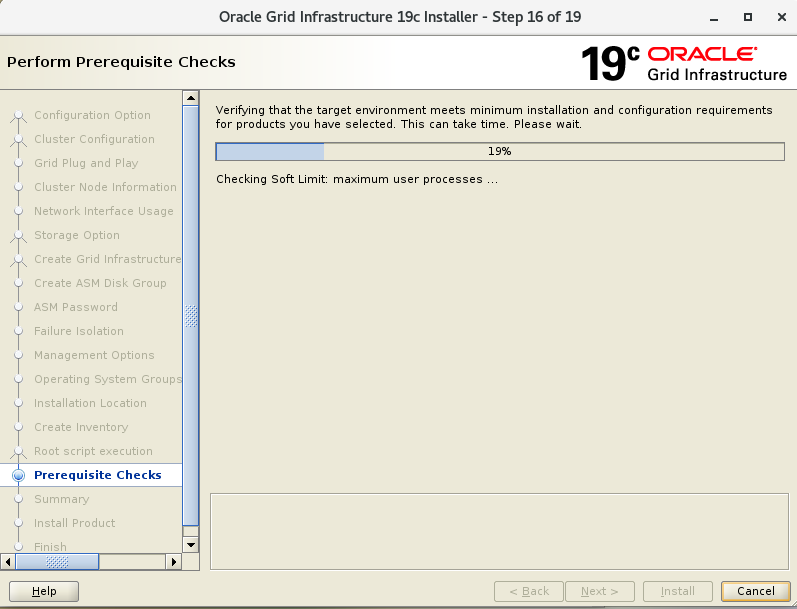 Oracle Grid Infrastructure 19c Installer - Step 16 of 19
Perform Prerequisite Checks
19c ORACLE
Grid Infrastructure
Configuration Option
Cluster Configuration
Grid Plug and Play
Cluster Node Information
Network Interface Usage
Storage Option
Create Grid Infrastructure
Create ASM Disk Group
ASM Password
Failure Isolation
Management Options
Operating System Groups
Installation Location
Create Inventory
Root script execution
Prerequisite Checks
Summary
Install Product
Finish
Verifying that the target environment meets minimum installation and configuration requirements
for products you have selected. This can take time. Please wait.
19%
Checking Soft Limit: maximum user processes ...
Help
< Back
Next >
Install
Cancel